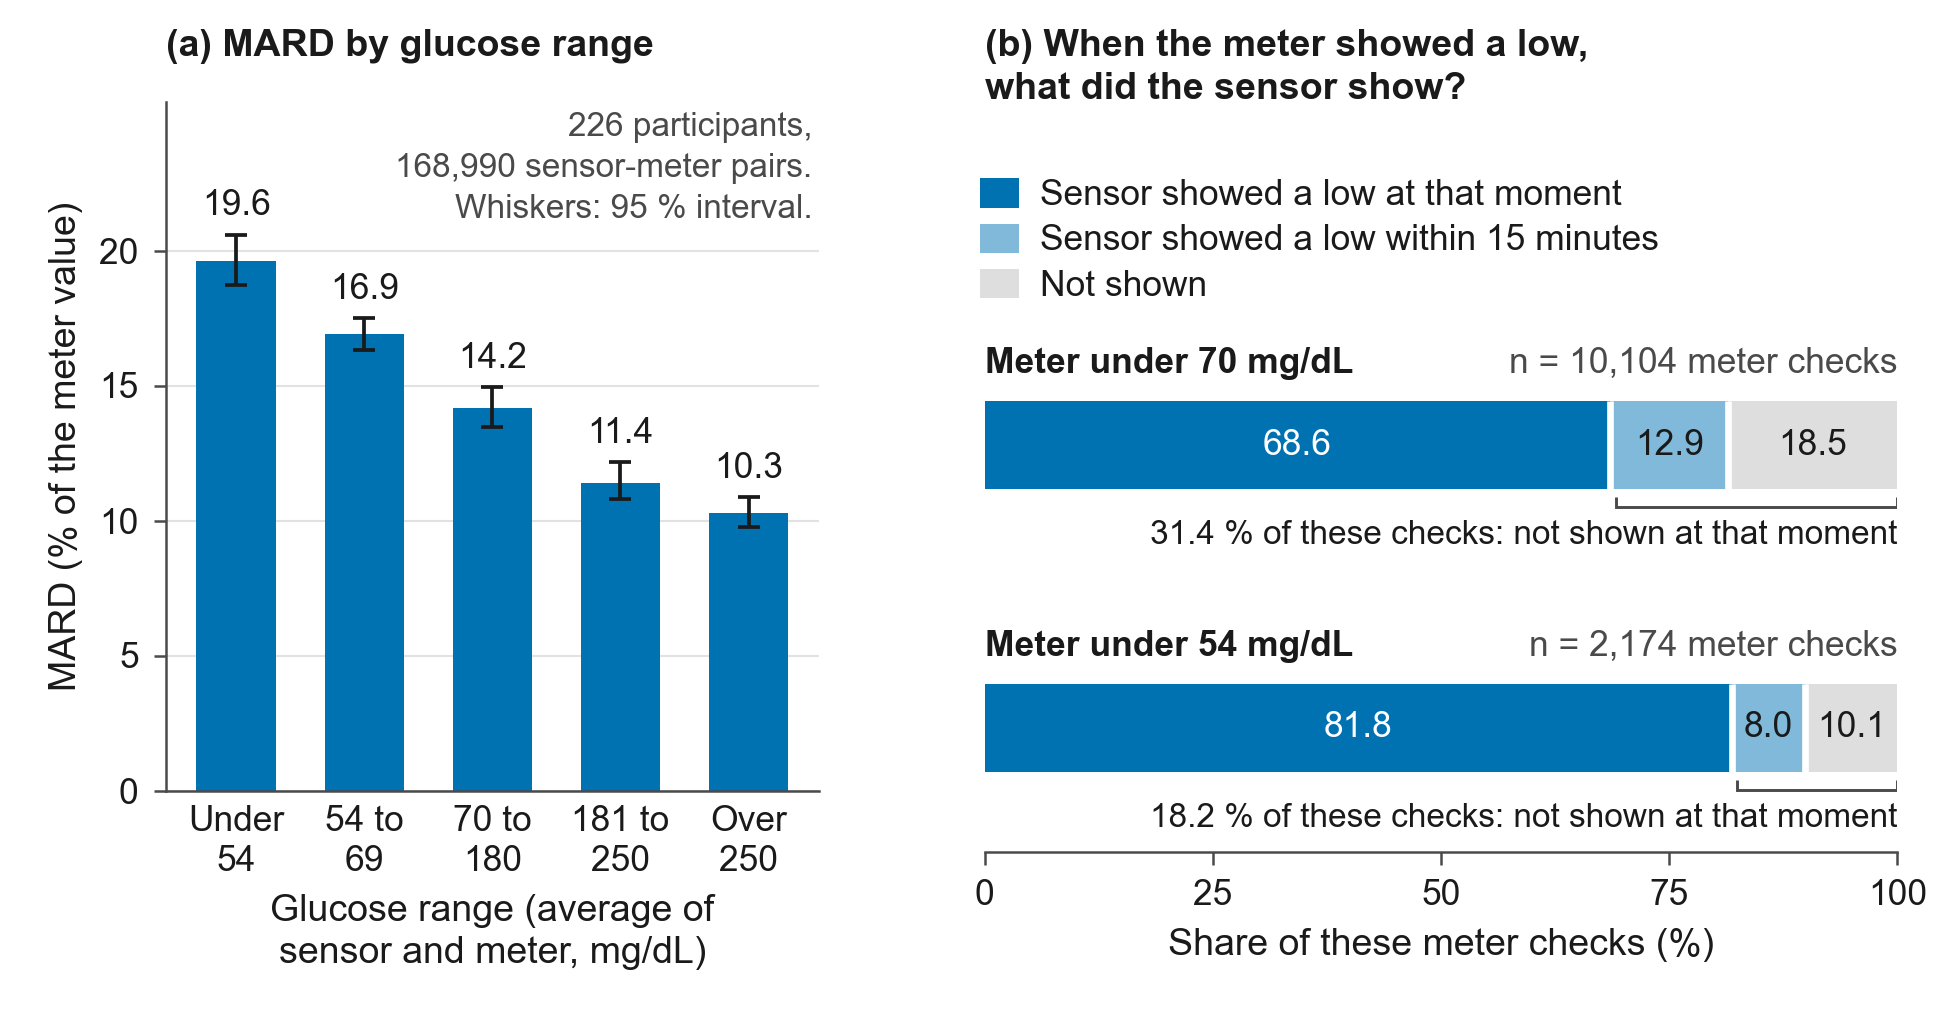 (a) MARD by glucose range
226 participants,
168,990 sensor-meter pairs.
Whiskers: 95 % interval.
MARD (% of the meter value)
20
15
10
5
0
19.6
16.9
14.2
11.4
10.3
Under
54
54 to
69
70 to
180
181 to
250
Over
250
Glucose range (average of
sensor and meter, mg/dL)
(b) When the meter showed a low,
what did the sensor show?
Sensor showed a low at that moment
Sensor showed a low within 15 minutes
Not shown
Meter under 70 mg/dL
n = 10,104 meter checks
68.6
12.9
18.5
31.4 % of these checks: not shown at that moment
Meter under 54 mg/dL
n = 2,174 meter checks
81.8
8.0
10.1
18.2 % of these checks: not shown at that moment
0
25
50
75
100
Share of these meter checks (%)